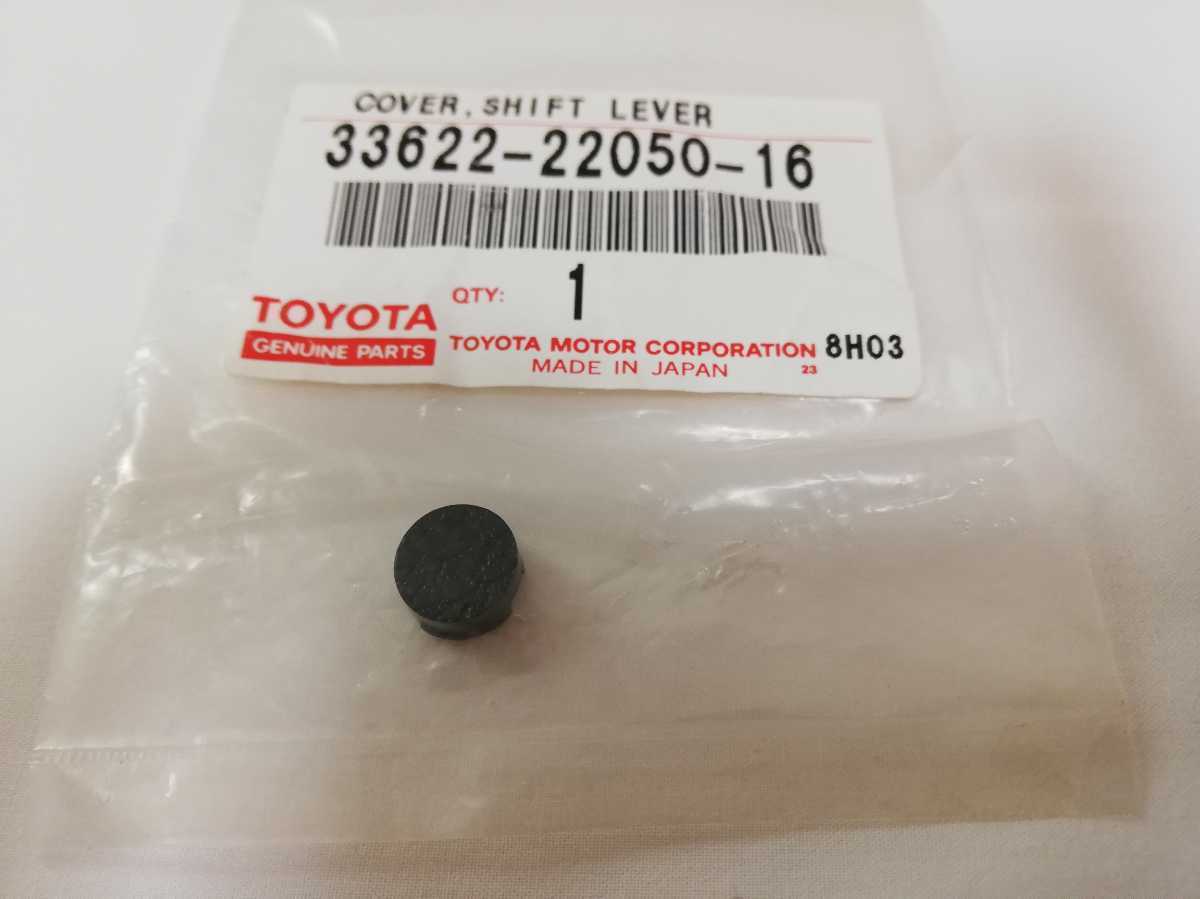 COVER, SHIFT LEVER
33622-22050-16
QTY: 1
TOYOTA
GENUINE PARTS
TOYOTA MOTOR CORPORATION 8H03
MADE IN JAPAN 23